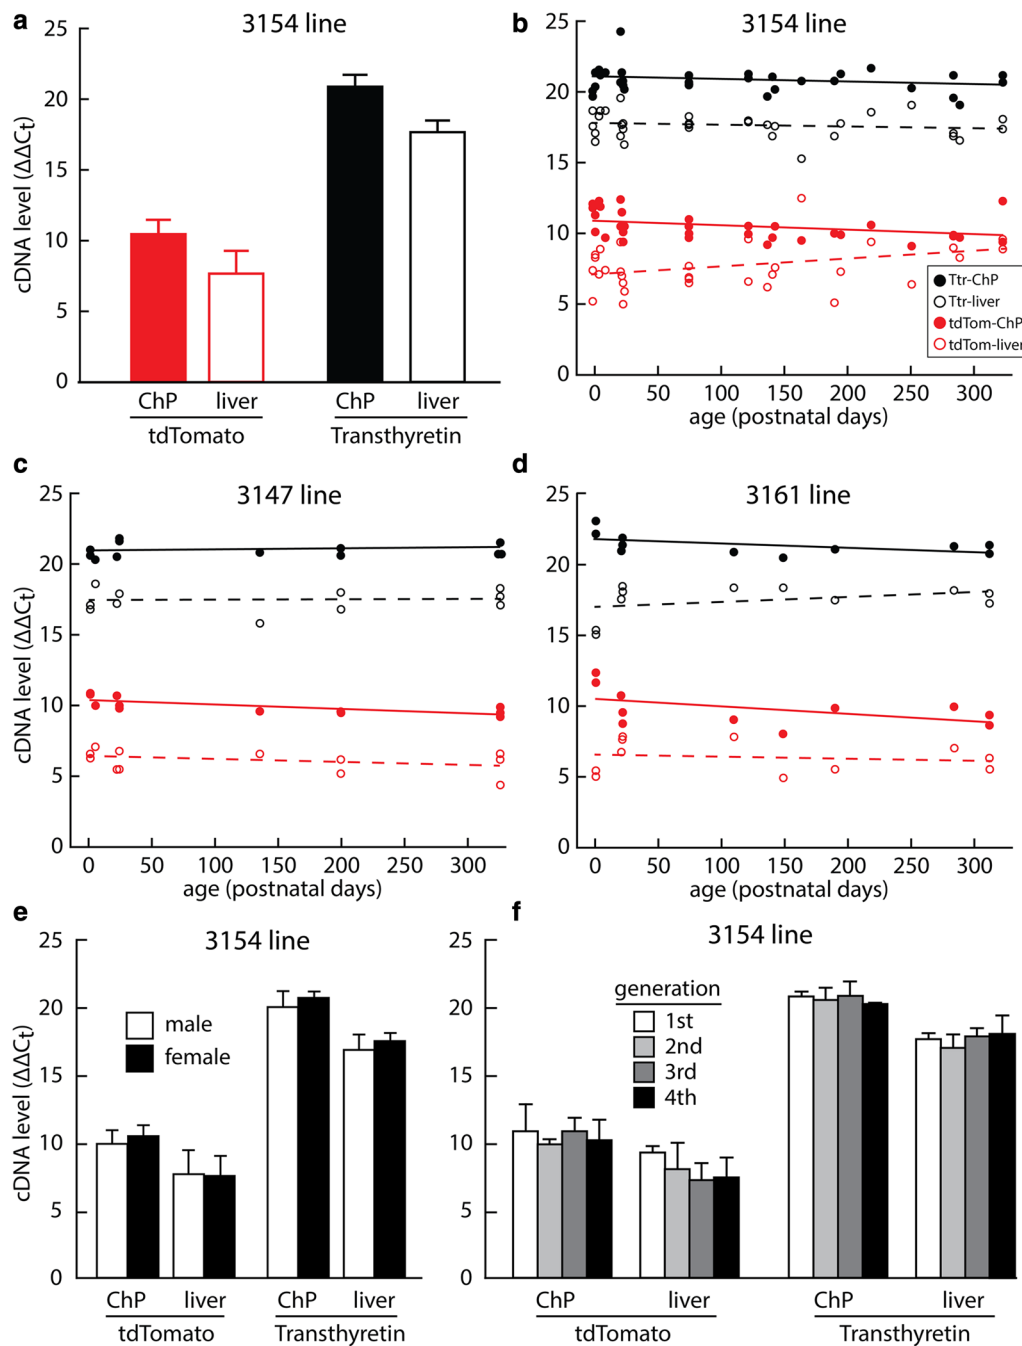 a
3154 line
25
20
15
10
5
0
cDNA level (ΔΔCt)
ChP
liver
ChP
liver
tdTomato
Transthyretin
b
3154 line
25
20
15
10
5
0
Ttr-ChP
Ttr-liver
tdTom-ChP
tdTom-liver
0 50 100 150 200 250 300
age (postnatal days)
c
3147 line
25
20
15
10
5
0
cDNA level (ΔΔCt)
0 50 100 150 200 250 300
age (postnatal days)
d
3161 line
25
20
15
10
5
0
0 50 100 150 200 250 300
age (postnatal days)
e
3154 line
25
20
15
10
5
0
cDNA level (ΔΔCt)
male
female
ChP
liver
ChP
liver
tdTomato
Transthyretin
f
3154 line
25
20
15
10
5
0
generation
1st
2nd
3rd
4th
ChP
liver
ChP
liver
tdTomato
Transthyretin